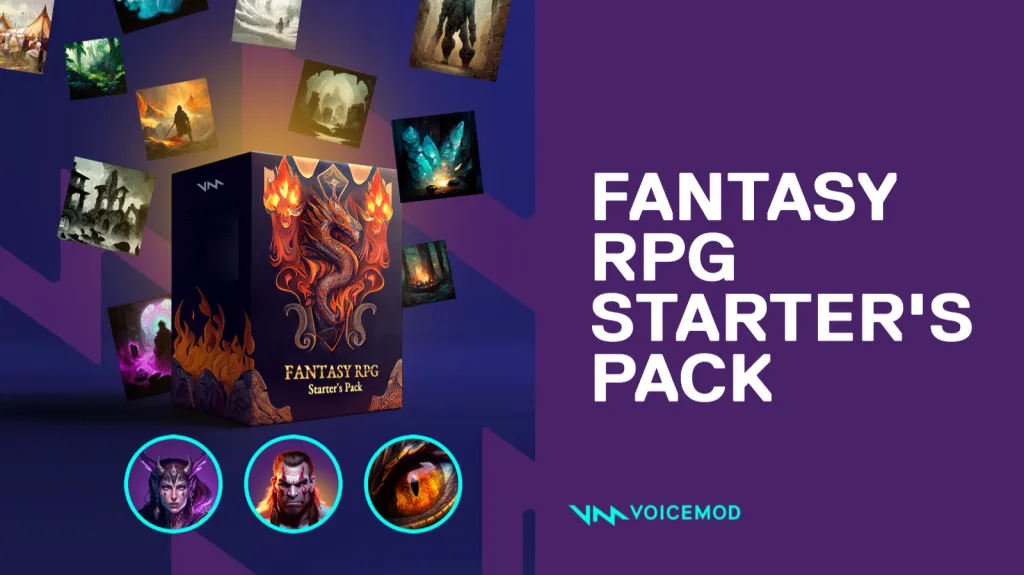 FANTASY RPG
Starter's Pack
FANTASY
RPG
STARTER'S
PACK
VOICEMOD